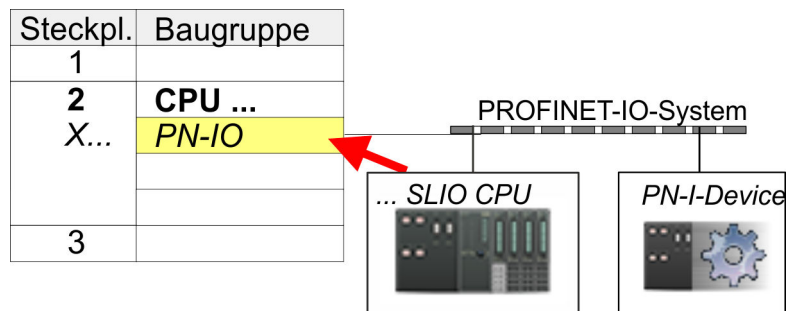 Steckpl. Baugruppe
1
2 CPU ...
X... PN-IO
3
PROFINET-IO-System
... SLIO CPU
PN-I-Device